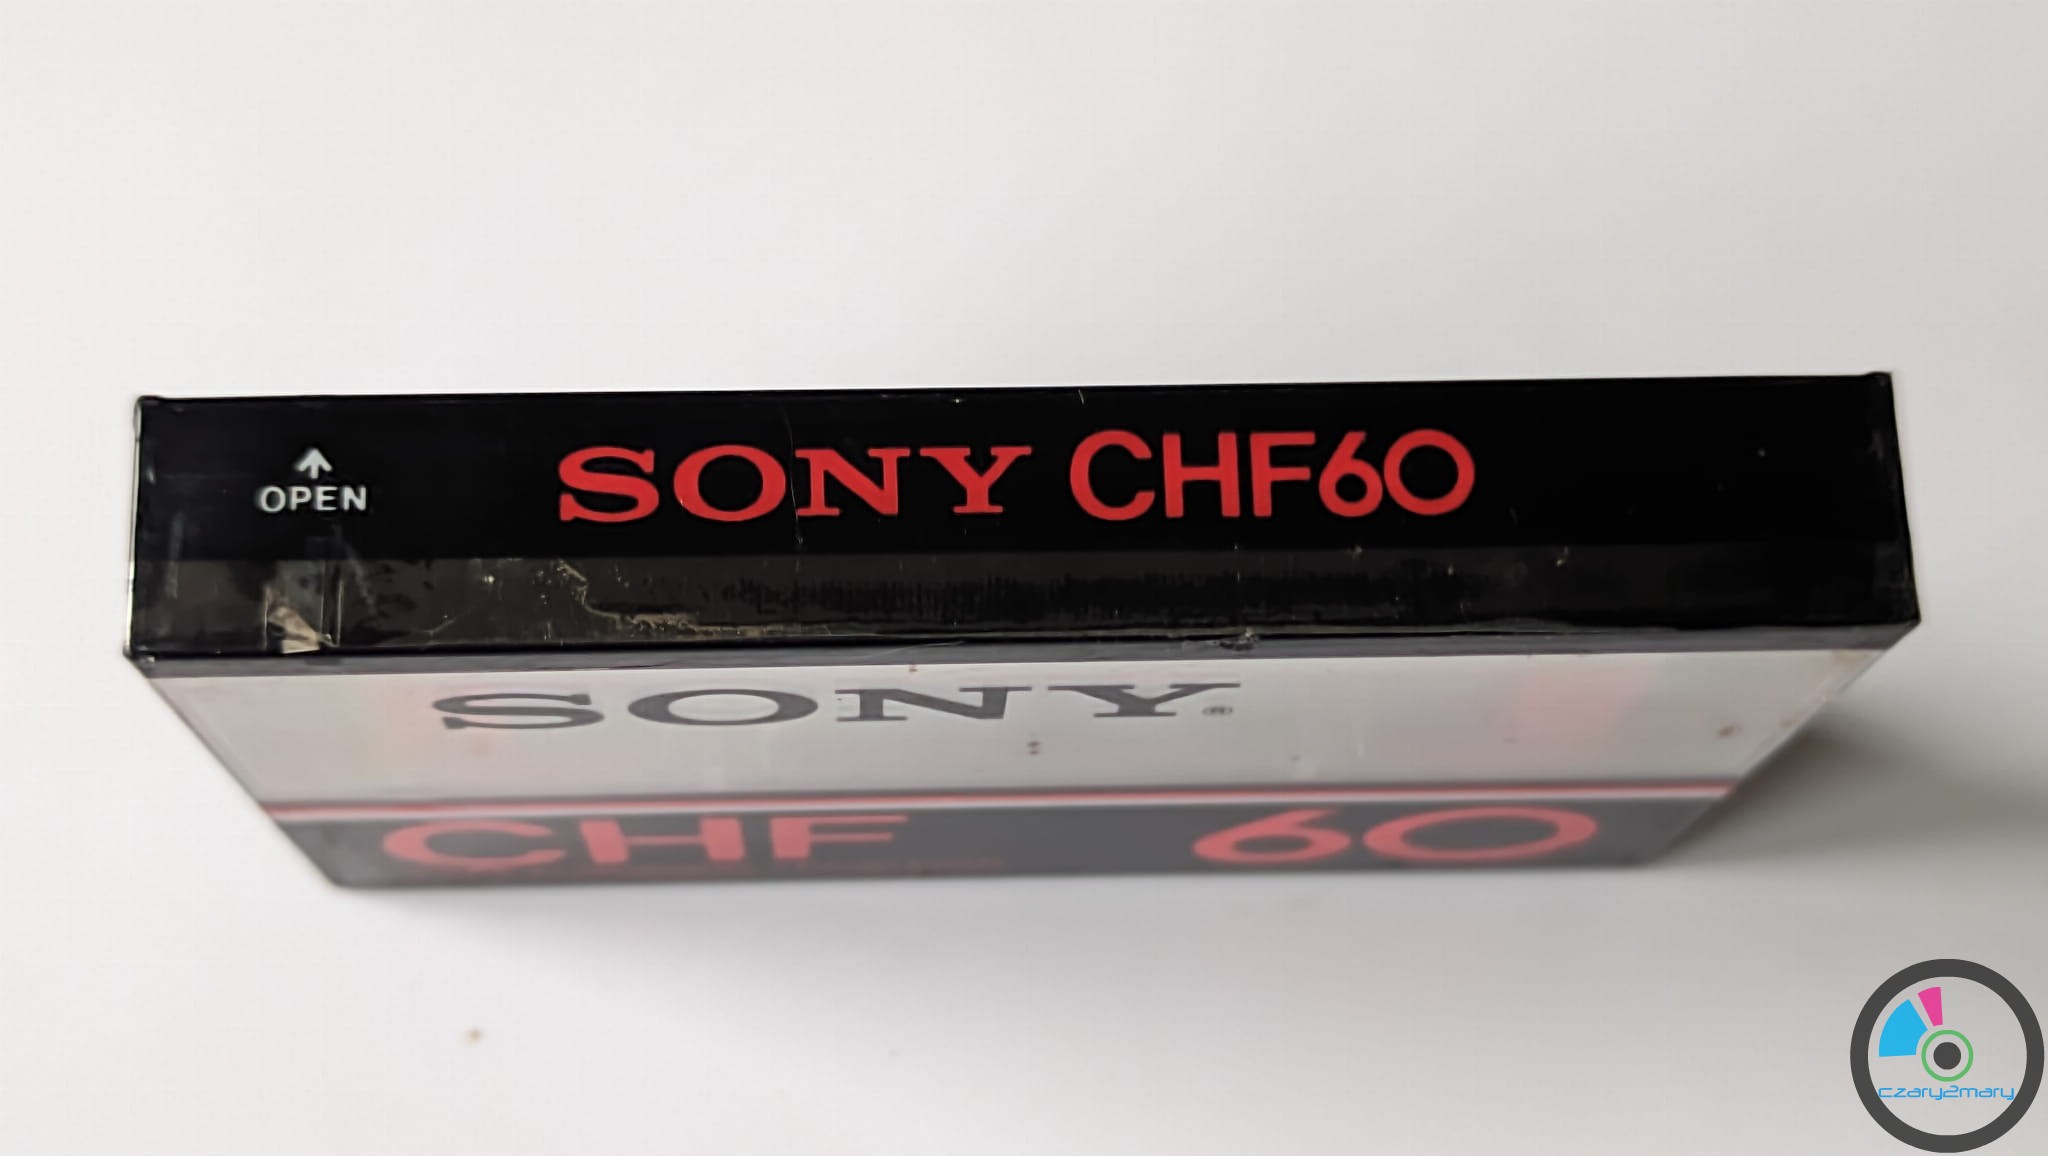 OPEN
SONY CHF60
SONY®
CHF 60
czary2mary